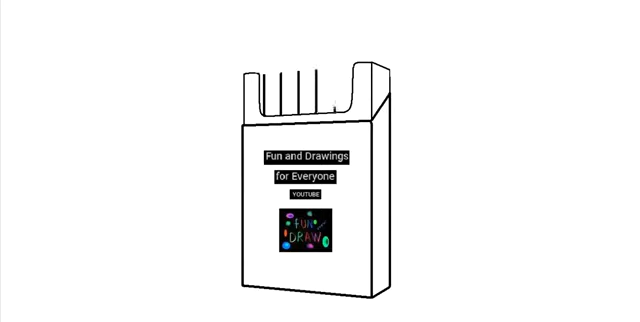 Fun and Drawings
for Everyone
YOUTUBE
FUN
DRAW